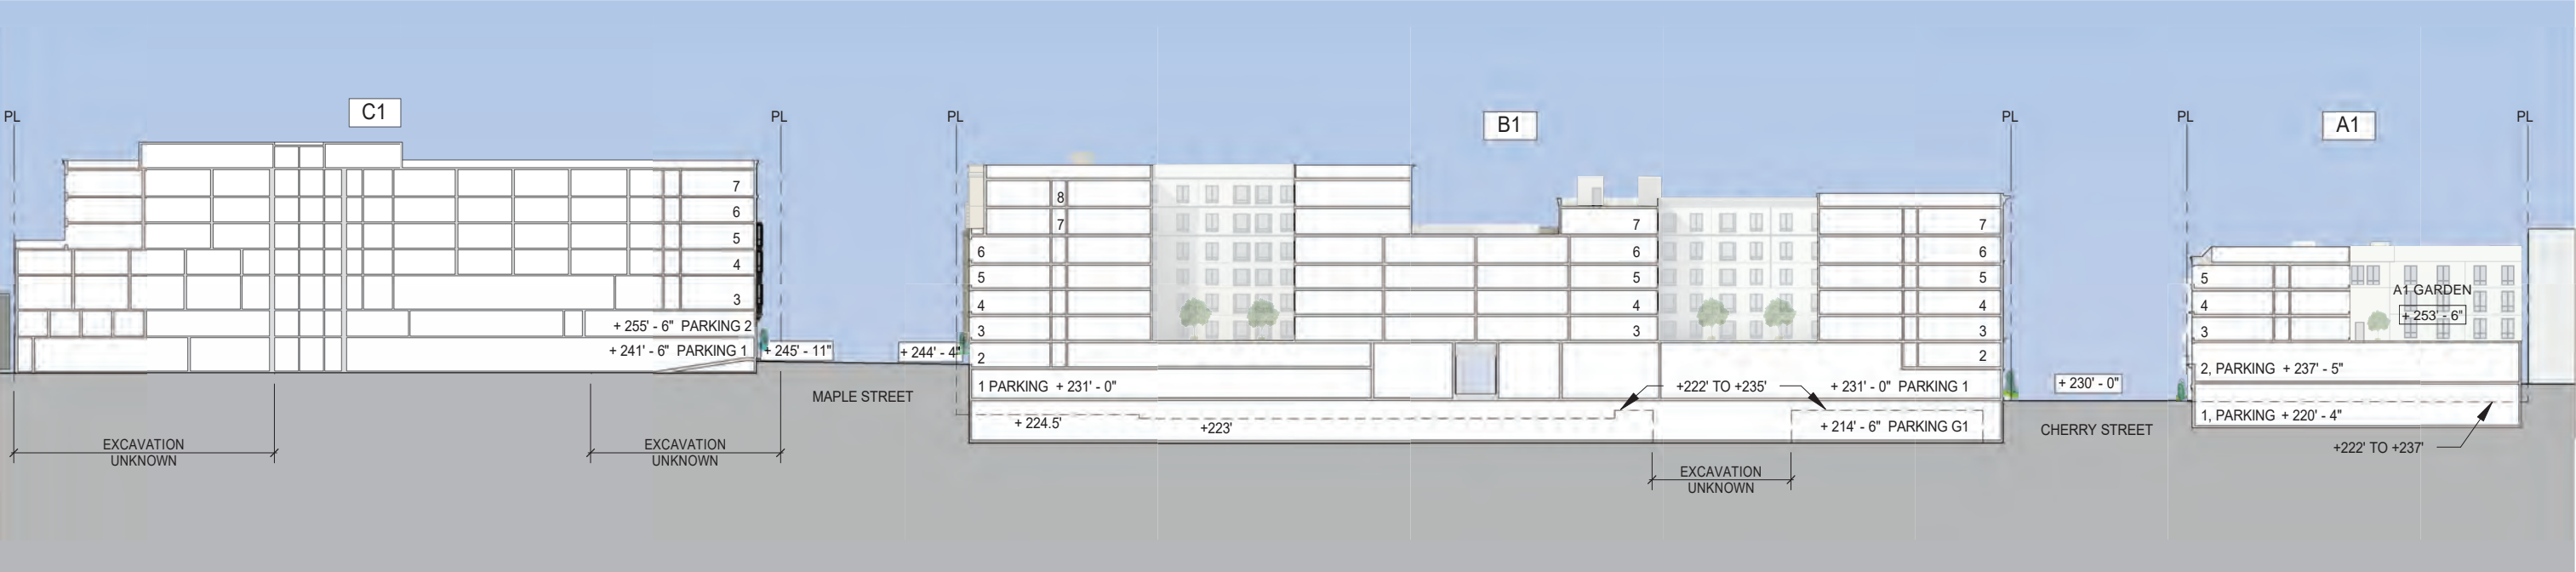 C1
B1
A1
PL
PL
PL
PL
PL
PL
7
6
5
4
3
+ 255' - 6" PARKING 2
+ 241' - 6" PARKING 1
+ 245' - 11"
+ 244' - 4"
MAPLE STREET
EXCAVATION
UNKNOWN
EXCAVATION
UNKNOWN
8
7
6
5
4
3
2
1 PARKING + 231' - 0"
+ 224.5'
+223'
7
6
5
4
3
+222' TO +235'
7
6
5
4
3
2
+ 231' - 0" PARKING 1
+ 214' - 6" PARKING G1
EXCAVATION
UNKNOWN
+ 230' - 0"
CHERRY STREET
5
4
3
2, PARKING + 237' - 5"
1, PARKING + 220' - 4"
A1 GARDEN
+ 253' - 6"
+222' TO +237'